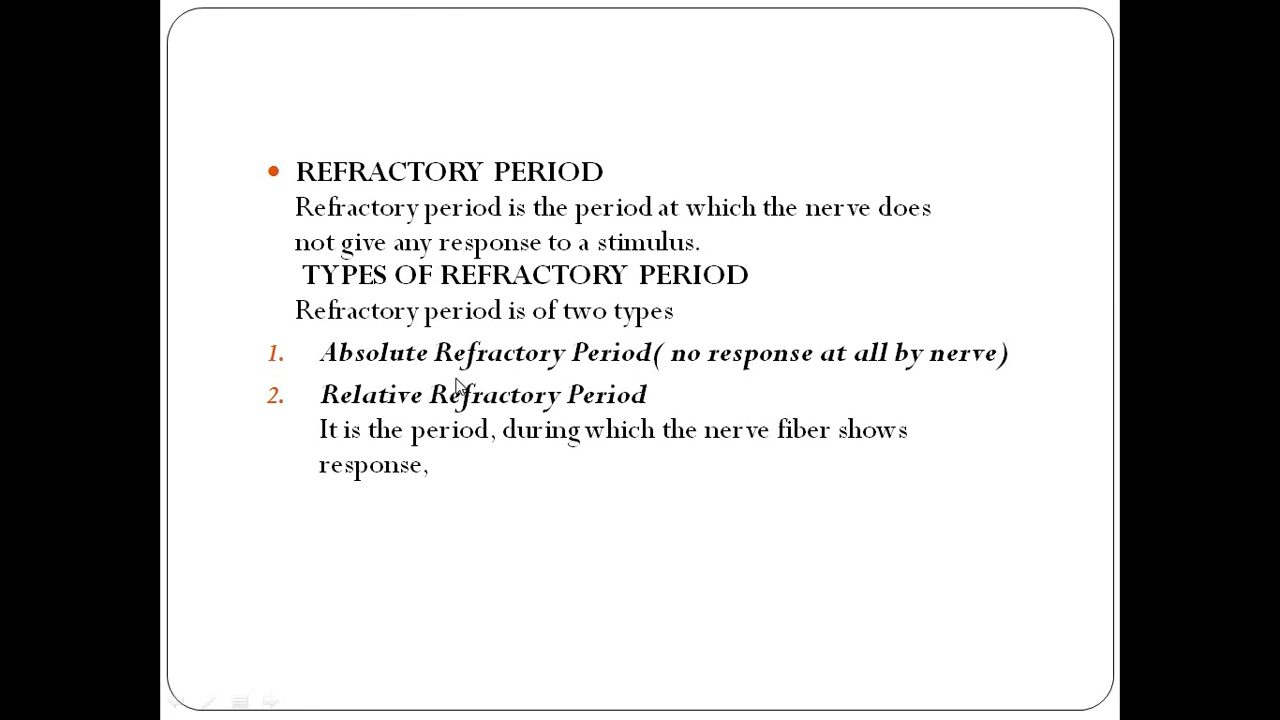 • REFRACTORY PERIOD
Refractory period is the period at which the nerve does
not give any response to a stimulus.
TYPES OF REFRACTORY PERIOD
Refractory period is of two types
1. Absolute Refractory Period( no response at all by nerve)
2. Relative Refractory Period
It is the period, during which the nerve fiber shows
response,